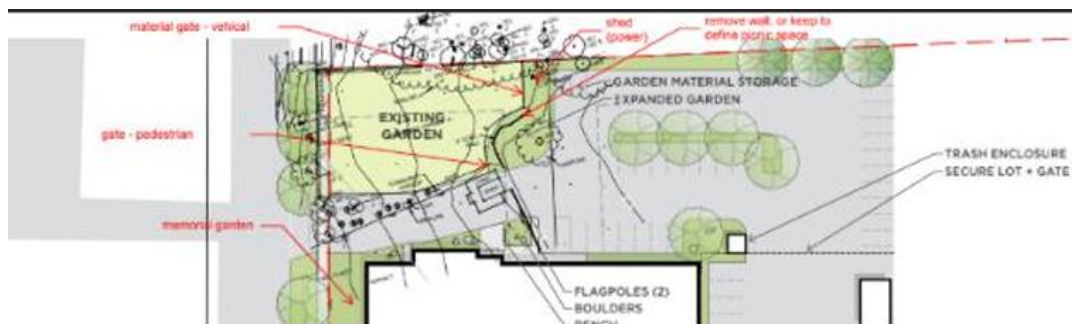 material gate - vehical
shed
(power)
remove wall, or keep to
define picnic space
GARDEN MATERIAL STORAGE
EXPANDED GARDEN
EXISTING
GARDEN
gate - pedestrian
TRASH ENCLOSURE
SECURE LOT + GATE
memorial garden
FLAGPOLES (2)
BOULDERS
BENCH